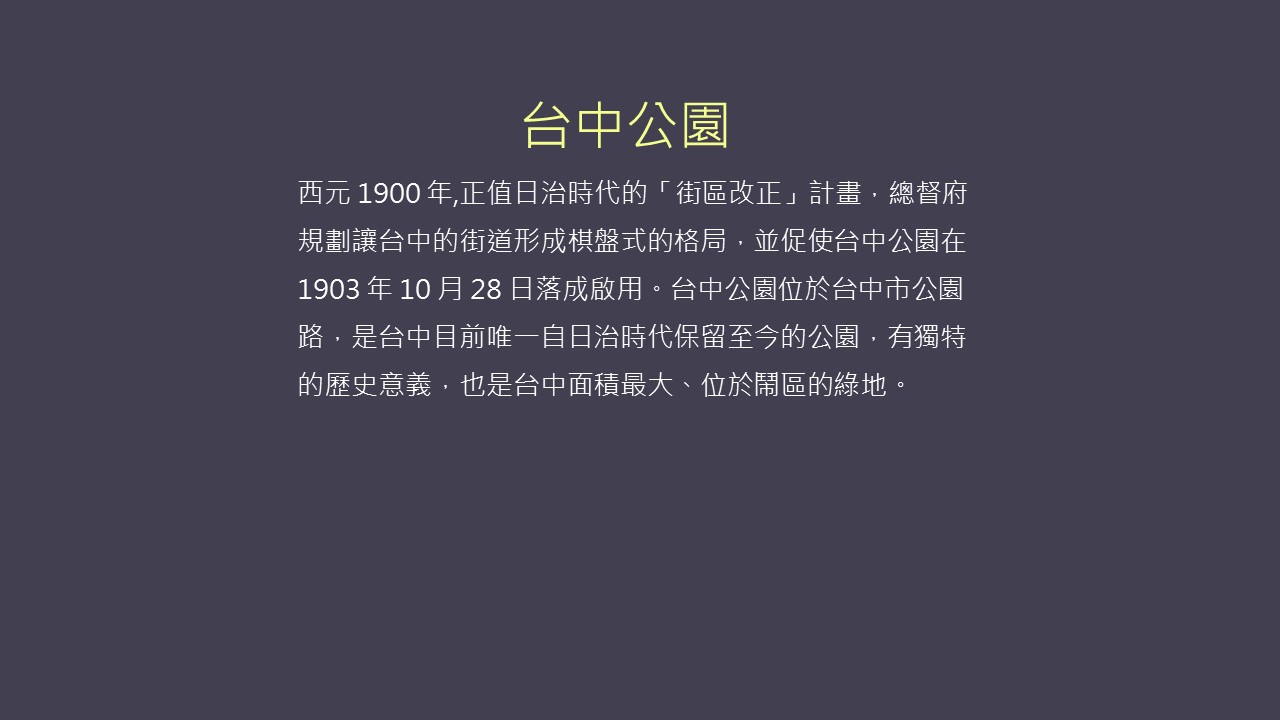 台中公園
西元 1900 年,正值日治時代的「街區改正」計畫，總督府
規劃讓台中的街道形成棋盤式的格局，並促使台中公園在
1903 年 10 月 28 日落成啟用。台中公園位於台中市公園
路，是台中目前唯一自日治時代保留至今的公園，有獨特
的歷史意義，也是台中面積最大、位於鬧區的綠地。